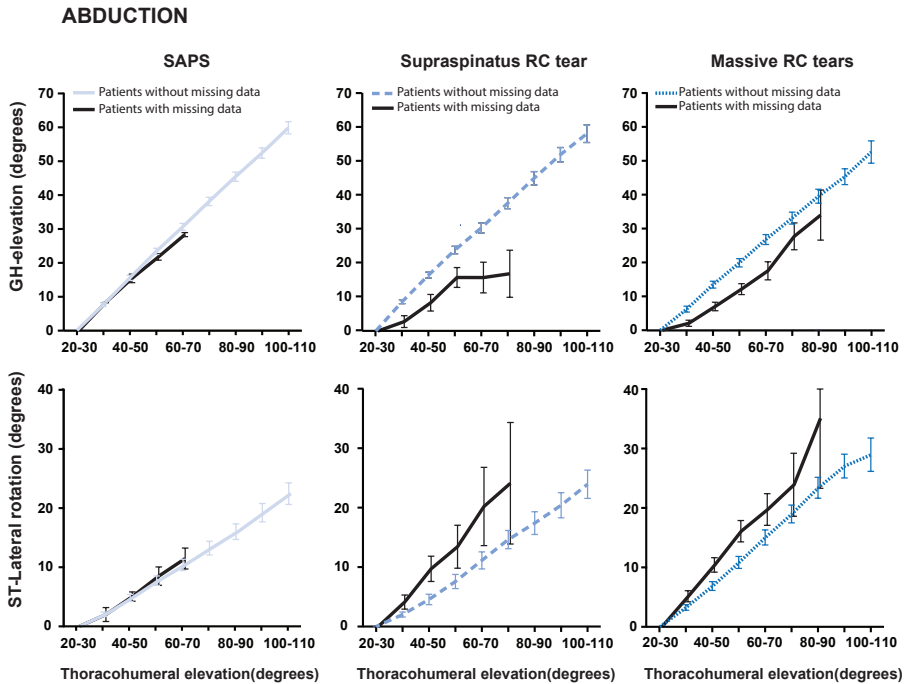 ABDUCTION
SAPS
Supraspinatus RC tear
Massive RC tears
GH-elevation (degrees)
70
60
50
40
30
20
10
0
Patients without missing data
Patients with missing data
20-30 40-50 60-70 80-90 100-110
70
60
50
40
30
20
10
0
Patients without missing data
Patients with missing data
20-30 40-50 60-70 80-90 100-110
70
60
50
40
30
20
10
0
Patients without missing data
Patients with missing data
20-30 40-50 60-70 80-90 100-110
ST-Lateral rotation (degrees)
40
30
20
10
0
20-30 40-50 60-70 80-90 100-110
Thoracohumeral elevation(degrees)
40
30
20
10
0
20-30 40-50 60-70 80-90 100-110
Thoracohumeral elevation(degrees)
40
30
20
10
0
20-30 40-50 60-70 80-90 100-110
Thoracohumeral elevation(degrees)